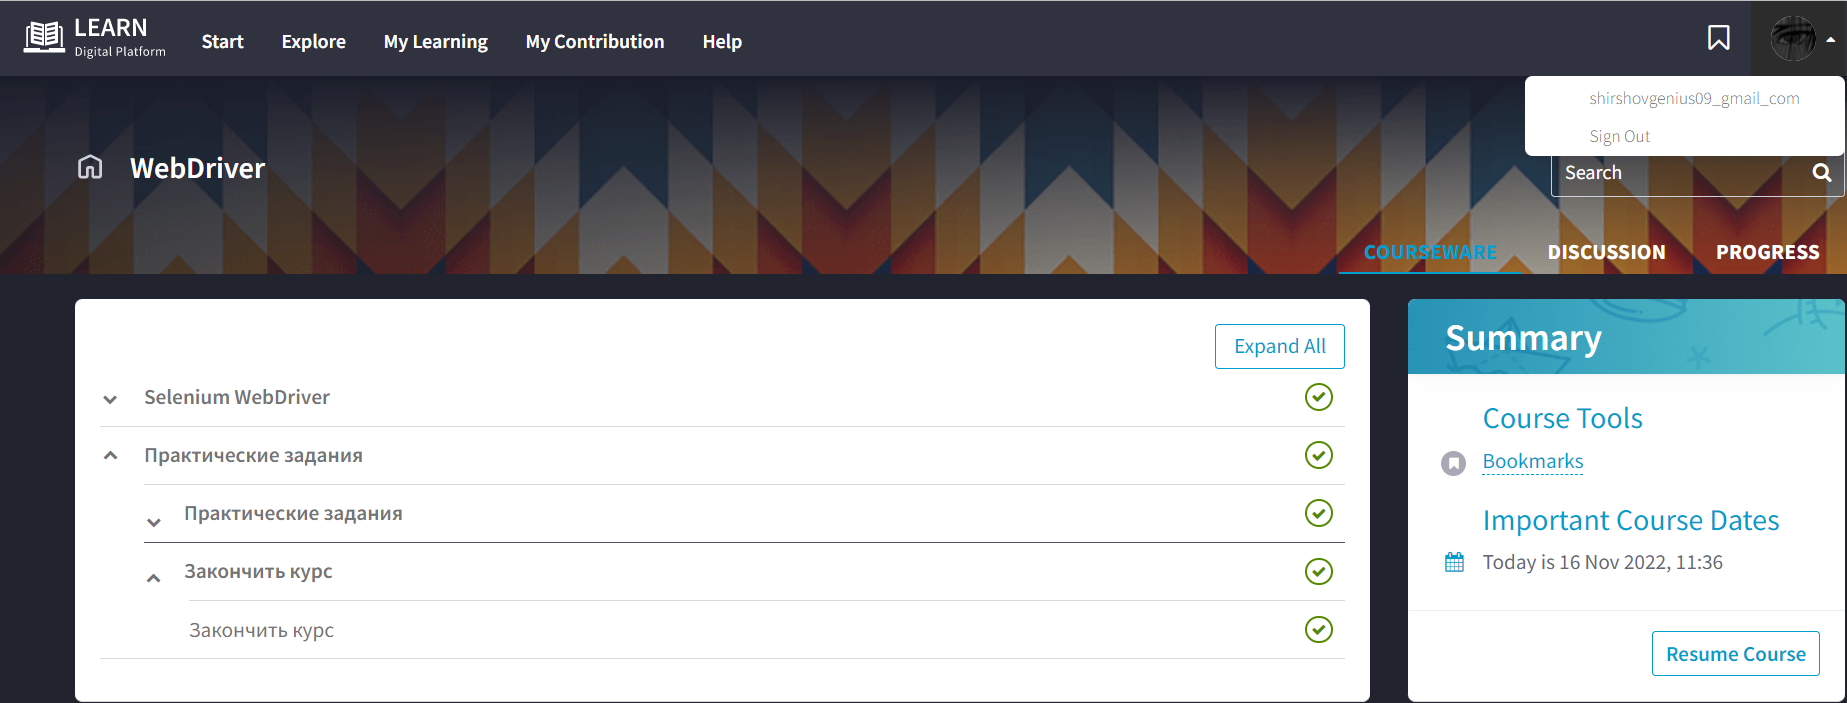 LEARN
Digital Platform
Start
Explore
My Learning
My Contribution
Help
shirshovgenius09_gmail_com
Sign Out
WebDriver
Search
COURSEWARE
DISCUSSION
PROGRESS
Expand All
Selenium WebDriver
Практические задания
Практические задания
Закончить курс
Закончить курс
Summary
Course Tools
Bookmarks
Important Course Dates
Today is 16 Nov 2022, 11:36
Resume Course